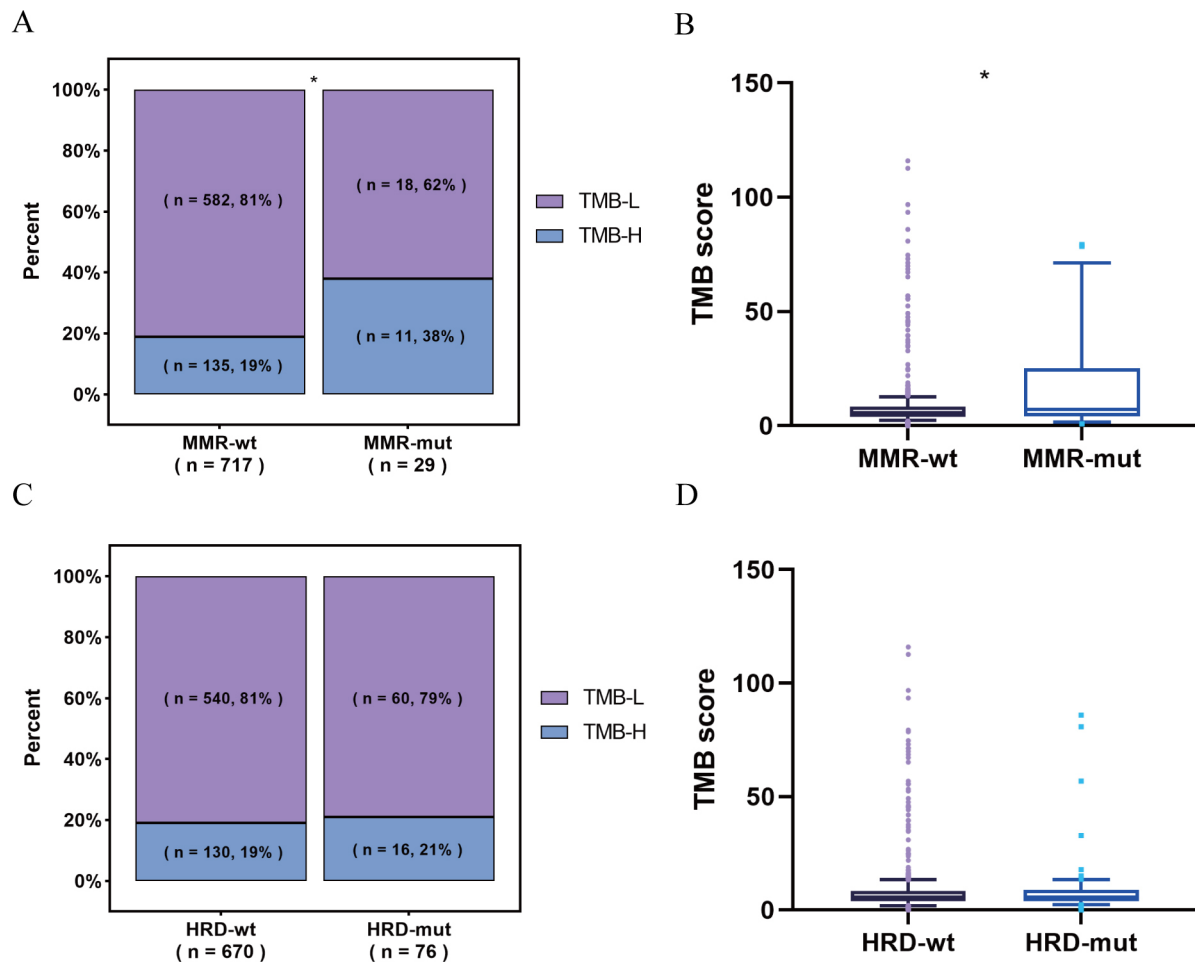 A
*
100%
80%
60%
40%
20%
0%
Percent
( n = 582, 81% )
( n = 18, 62% )
( n = 135, 19% )
( n = 11, 38% )
MMR-wt
( n = 717 )
MMR-mut
( n = 29 )
TMB-L
TMB-H
B
*
150
100
50
0
TMB score
MMR-wt
MMR-mut
C
100%
80%
60%
40%
20%
0%
Percent
( n = 540, 81% )
( n = 60, 79% )
( n = 130, 19% )
( n = 16, 21% )
HRD-wt
( n = 670 )
HRD-mut
( n = 76 )
TMB-L
TMB-H
D
150
100
50
0
TMB score
HRD-wt
HRD-mut